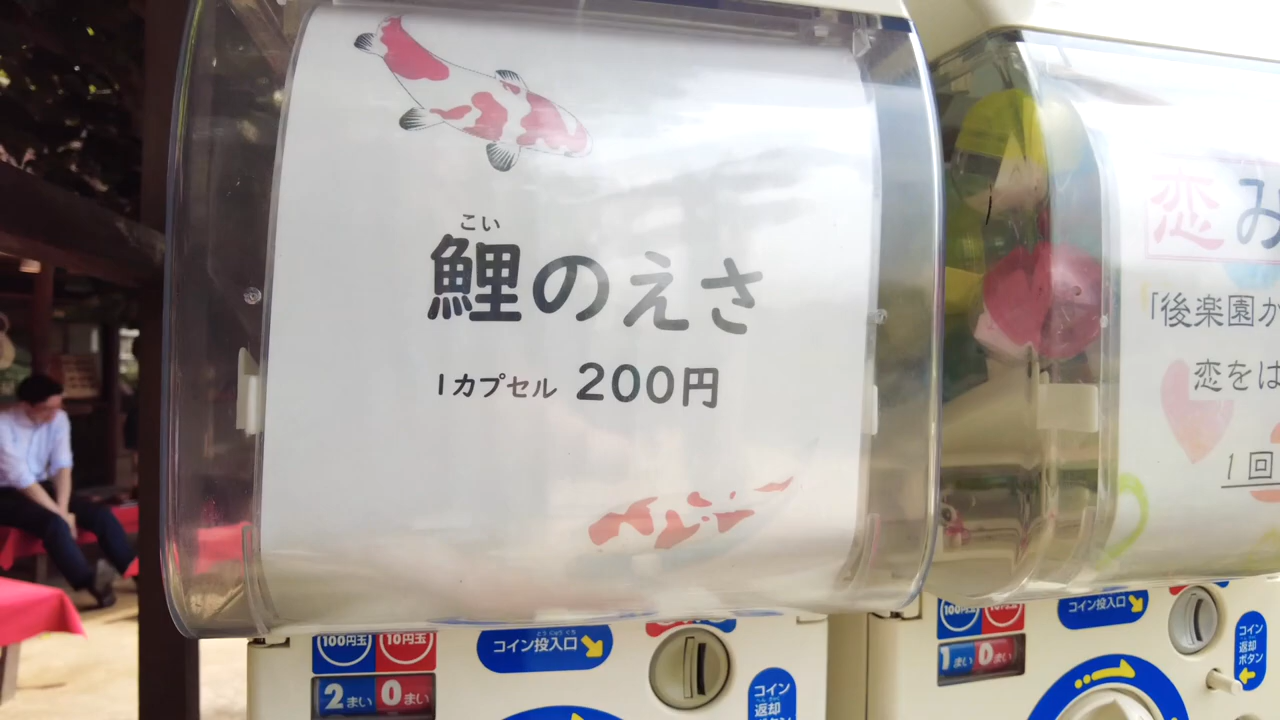 こい
鯉のえさ
1カプセル 200円
100円玉 10円玉
2まい 0まい
コイン投入口
コイン
返却
ボタン
恋み
「後楽園か
恋をは
1回
100円玉 10円玉
1まい 0まい
コイン投入口
コイン
返却
ボタン